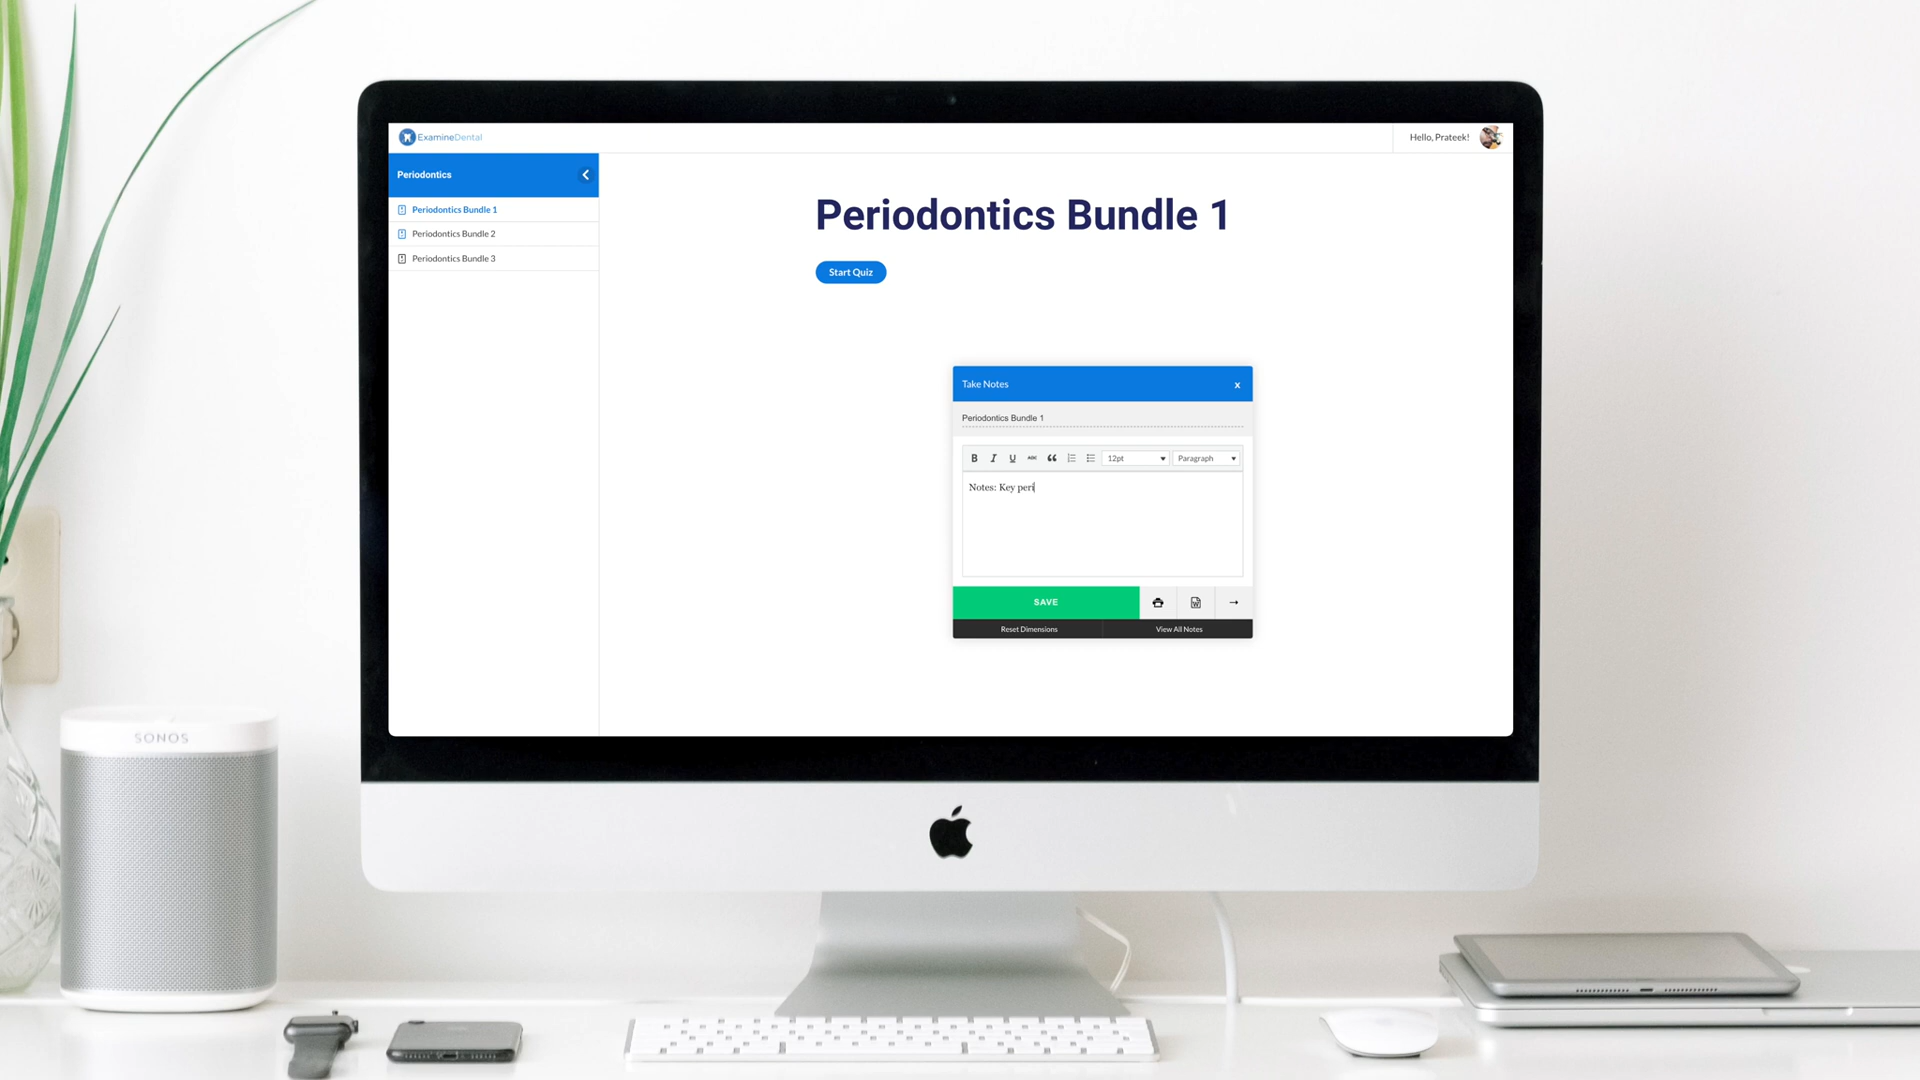 ExamineDental
Hello, Prateek!
Periodontics
Periodontics Bundle 1
Periodontics Bundle 2
Periodontics Bundle 3
Periodontics Bundle 1
Start Quiz
Take Notes
x
Periodontics Bundle 1
B I U ABC 12pt Paragraph
Notes: Key peri
SAVE
Reset Dimensions
View All Notes
SONOS